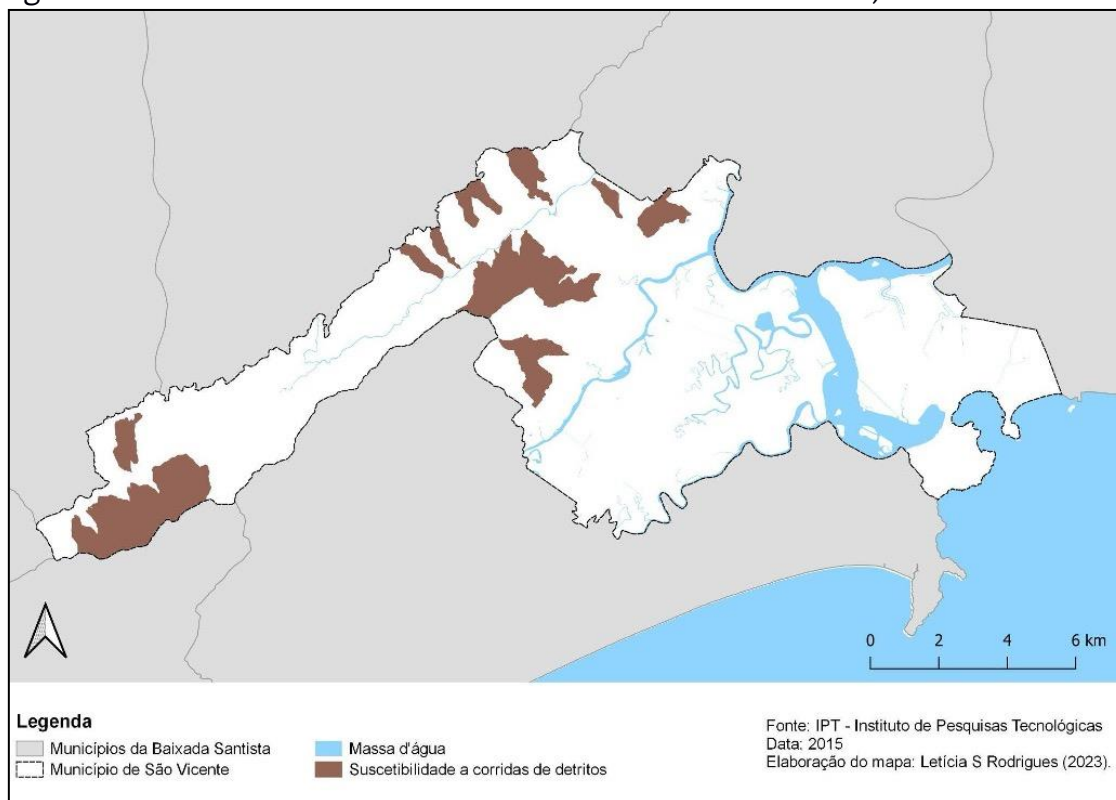 0 2 4 6 km
Legenda
Municípios da Baixada Santista
Município de São Vicente
Massa d'água
Suscetibilidade a corridas de detritos
Fonte: IPT - Instituto de Pesquisas Tecnológicas
Data: 2015
Elaboração do mapa: Letícia S Rodrigues (2023).